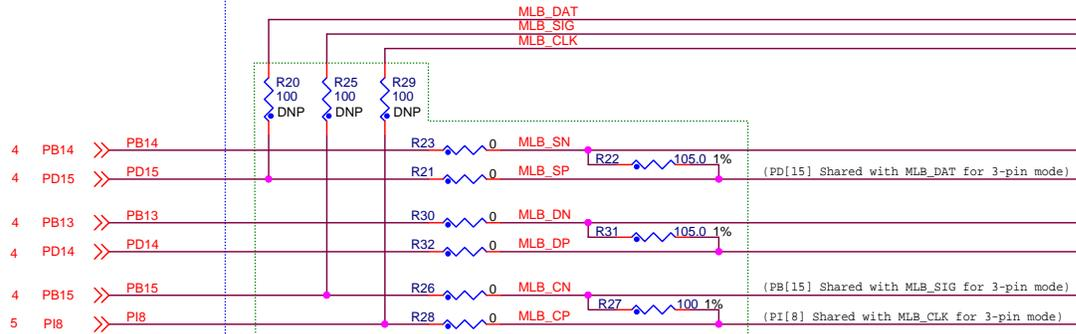 MLB_DAT
MLB_SIG
MLB_CLK
R20 R25 R29
100 100 100
DNP DNP DNP
4 PB14 PB14 R23 0 MLB_SN
R22 105.0 1%
4 PD15 PD15 R21 0 MLB_SP (PD[15] Shared with MLB_DAT for 3-pin mode)
4 PB13 PB13 R30 0 MLB_DN
R31 105.0 1%
4 PD14 PD14 R32 0 MLB_DP
4 PB15 PB15 R26 0 MLB_CN (PB[15] Shared with MLB_SIG for 3-pin mode)
R27 100 1%
5 PI8 PI8 R28 0 MLB_CP (PI[8] Shared with MLB_CLK for 3-pin mode)